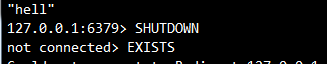 "hell"
127.0.0.1:6379> SHUTDOWN
not connected> EXISTS